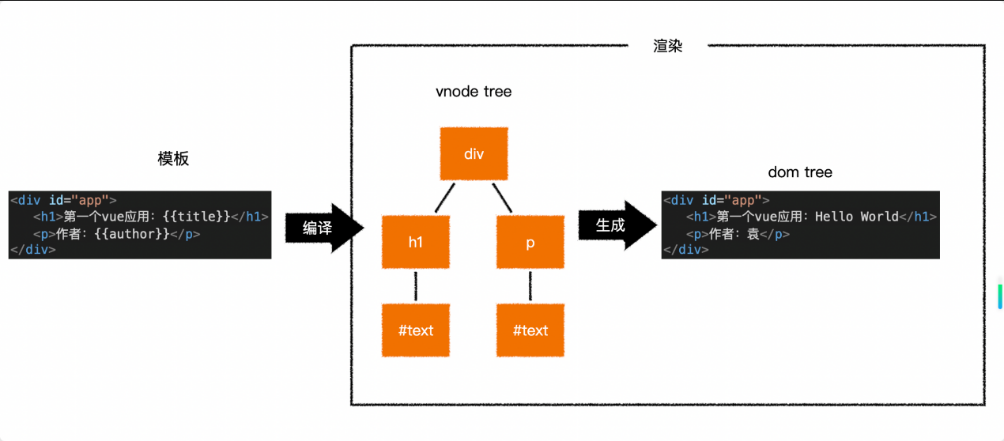 渲染
vnode tree
div
模板
dom tree
<div id="app">
<h1>第一个vue应用：{{title}}</h1>
<p>作者：{{author}}</p>
</div>
编译
h1
p
生成
<div id="app">
<h1>第一个vue应用：Hello World</h1>
<p>作者：袁</p>
</div>
#text
#text